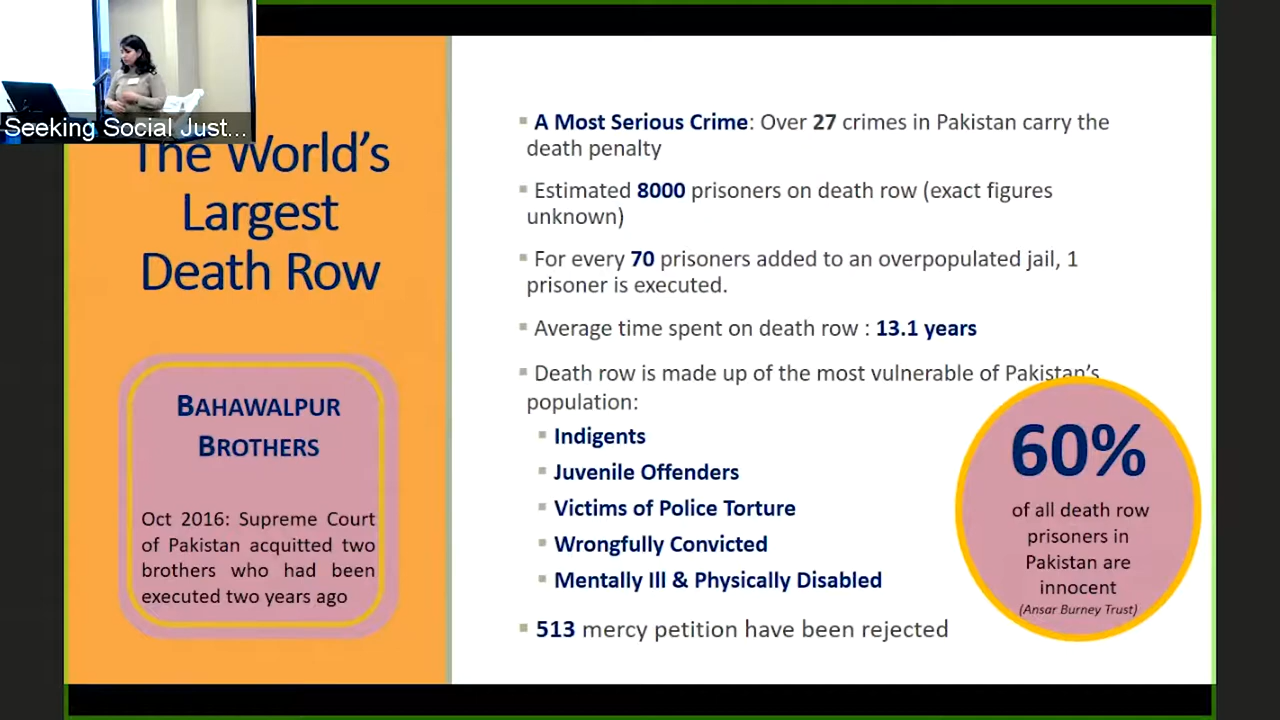 Seeking Social Just...
The World's
Largest
Death Row
BAHAWALPUR
BROTHERS
Oct 2016: Supreme Court
of Pakistan acquitted two
brothers who had been
executed two years ago
A Most Serious Crime: Over 27 crimes in Pakistan carry the
death penalty
Estimated 8000 prisoners on death row (exact figures
unknown)
For every 70 prisoners added to an overpopulated jail, 1
prisoner is executed.
Average time spent on death row : 13.1 years
Death row is made up of the most vulnerable of Pakistan's
population:
Indigents
Juvenile Offenders
Victims of Police Torture
Wrongfully Convicted
Mentally Ill & Physically Disabled
513 mercy petition have been rejected
60%
of all death row
prisoners in
Pakistan are
innocent
(Ansar Burney Trust)